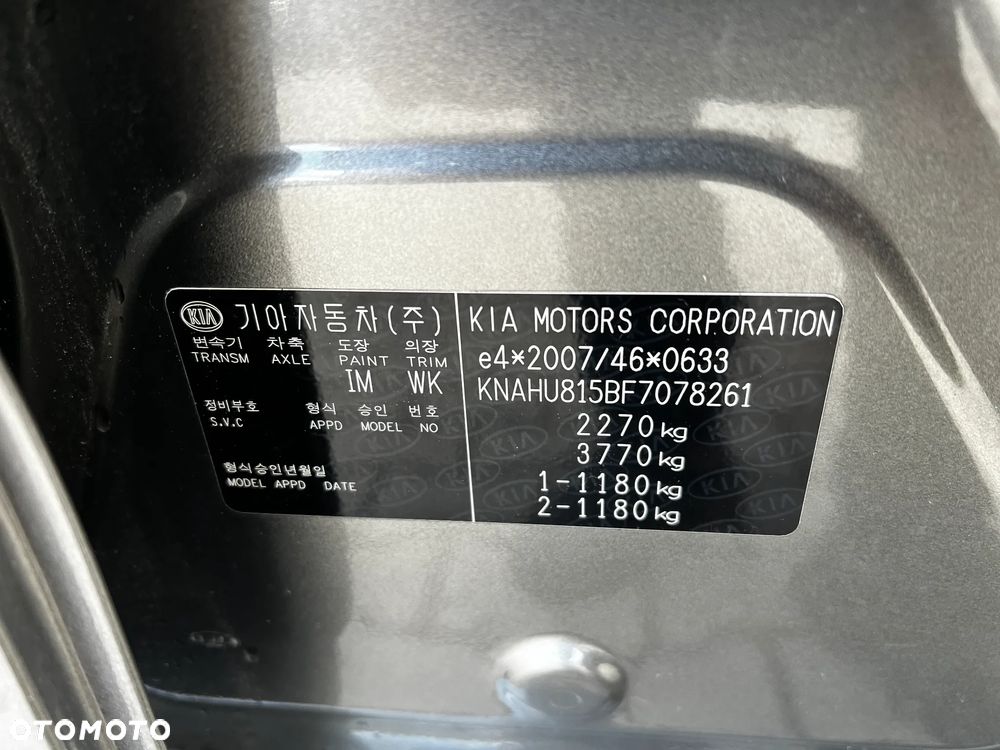 KIA 기아자동차(주)
변속기 차축 도장 의장
TRANSM AXLE PAINT TRIM
IM WK
정비부호 형식 승인 번호
S.V.C APPD MODEL NO
형식승인년월일
MODEL APPD DATE
KIA MOTORS CORPORATION
e4*2007/46*0633
KNAHU815BF7078261
2270kg
3770kg
1-1180kg
2-1180kg
OTOMOTO